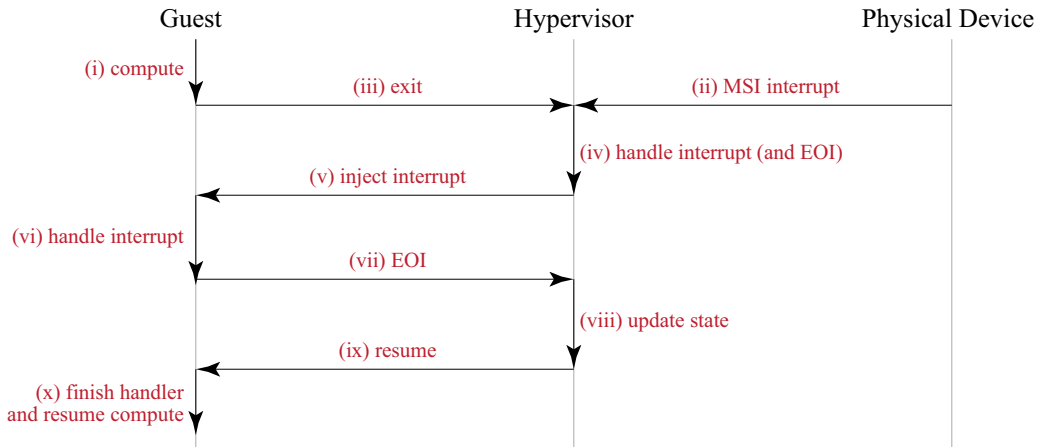 Guest
Hypervisor
Physical Device
(i) compute
(iii) exit
(ii) MSI interrupt
(iv) handle interrupt (and EOI)
(v) inject interrupt
(vi) handle interrupt
(vii) EOI
(viii) update state
(ix) resume
(x) finish handler
and resume compute